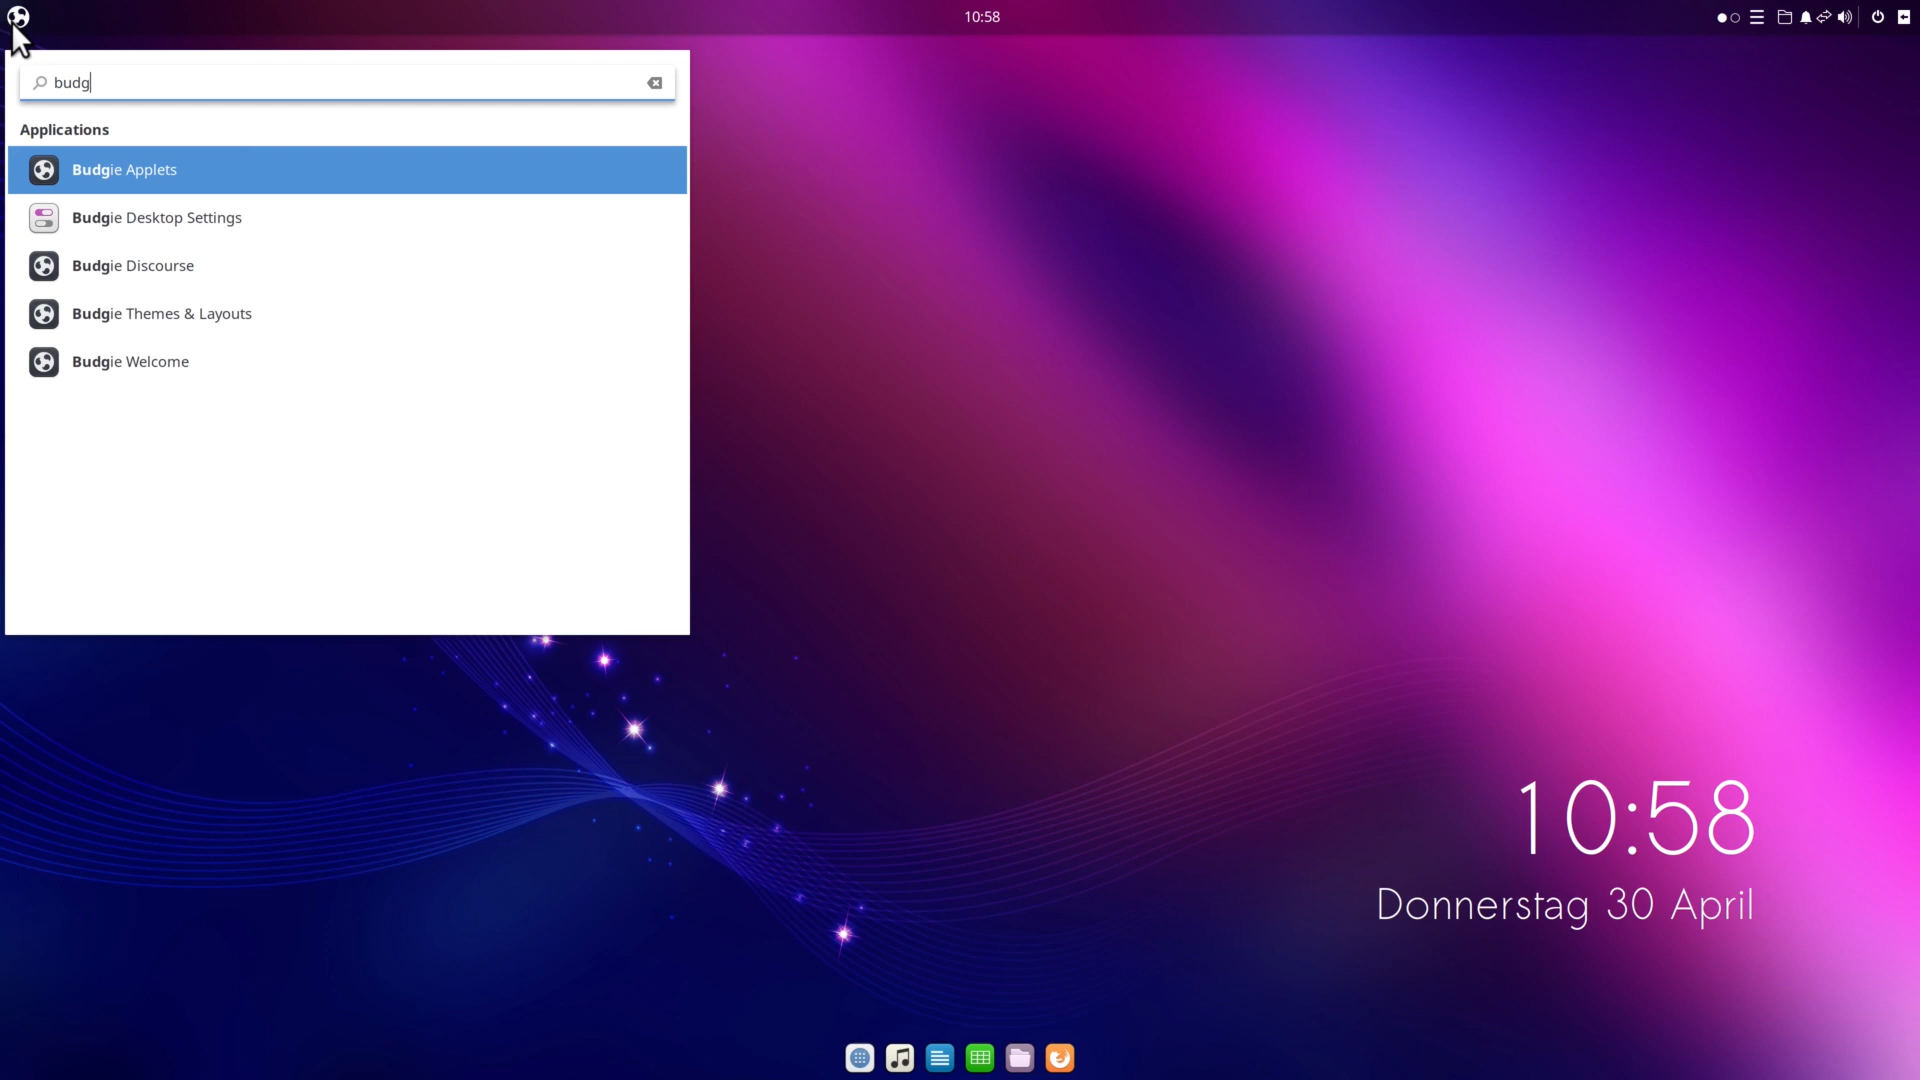 10:58
budg
Applications
Budgie Applets
Budgie Desktop Settings
Budgie Discourse
Budgie Themes & Layouts
Budgie Welcome
10:58
Donnerstag 30 April